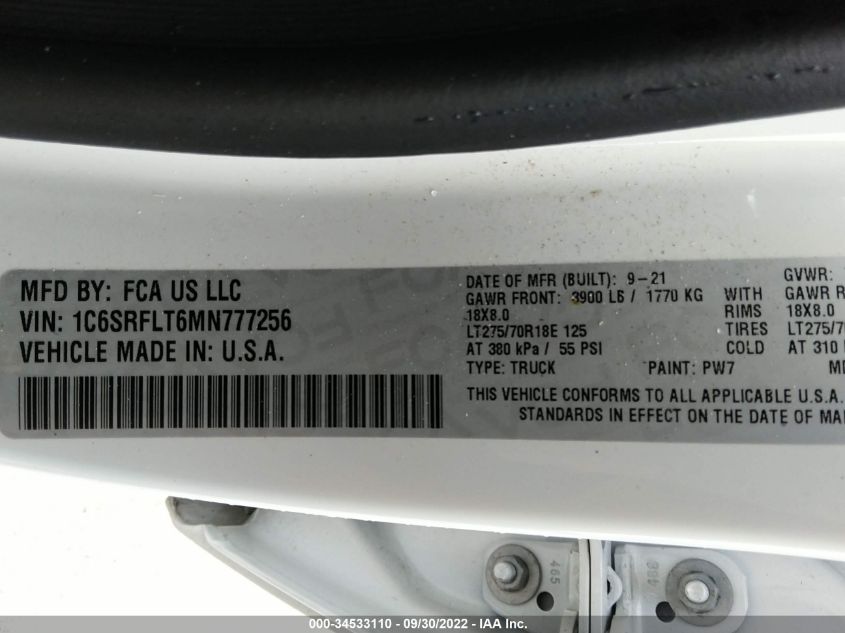 MFD BY: FCA US LLC
VIN: 1C6SRFLT6MN777256
VEHICLE MADE IN: U.S.A.
DATE OF MFR (BUILT): 9-21
GAWR FRONT: 3900 LB / 1770 KG WITH
18X8.0 RIMS
LT275/70R18E 125 TIRES
AT 380 kPa / 55 PSI COLD
TYPE: TRUCK PAINT: PW7
THIS VEHICLE CONFORMS TO ALL APPLICABLE U.S.A.
STANDARDS IN EFFECT ON THE DATE OF
GVWR:
GAWR
18X8.0
LT275/7
AT 310
465
000-34533110 - 09/30/2022 - IAA Inc.